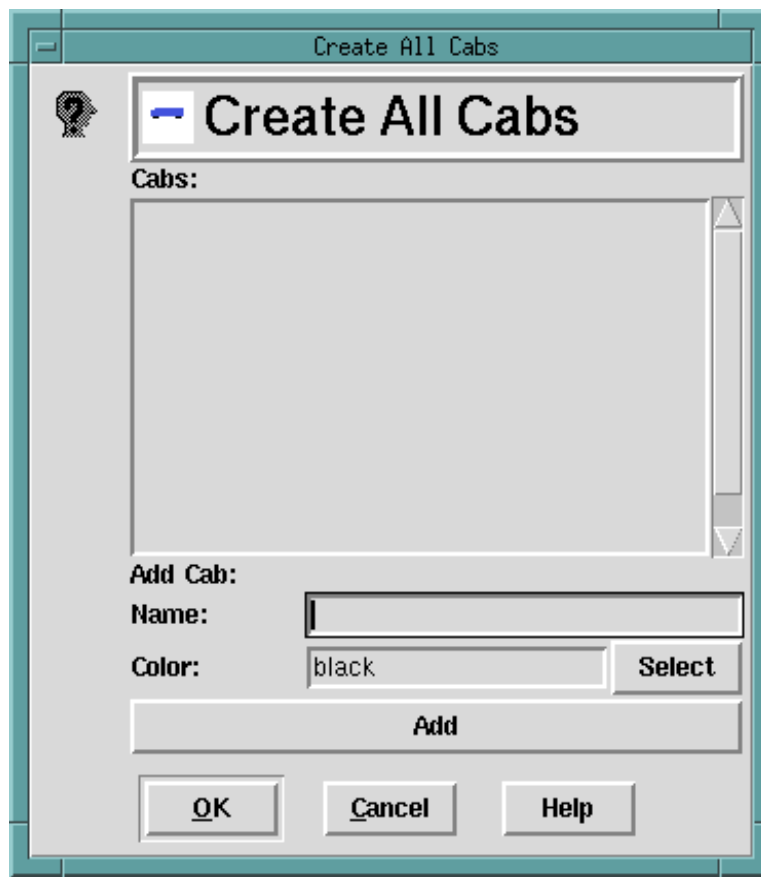 Create All Cabs
Create All Cabs
Cabs:
Add Cab:
Name:
Color: black Select
Add
OK Cancel Help